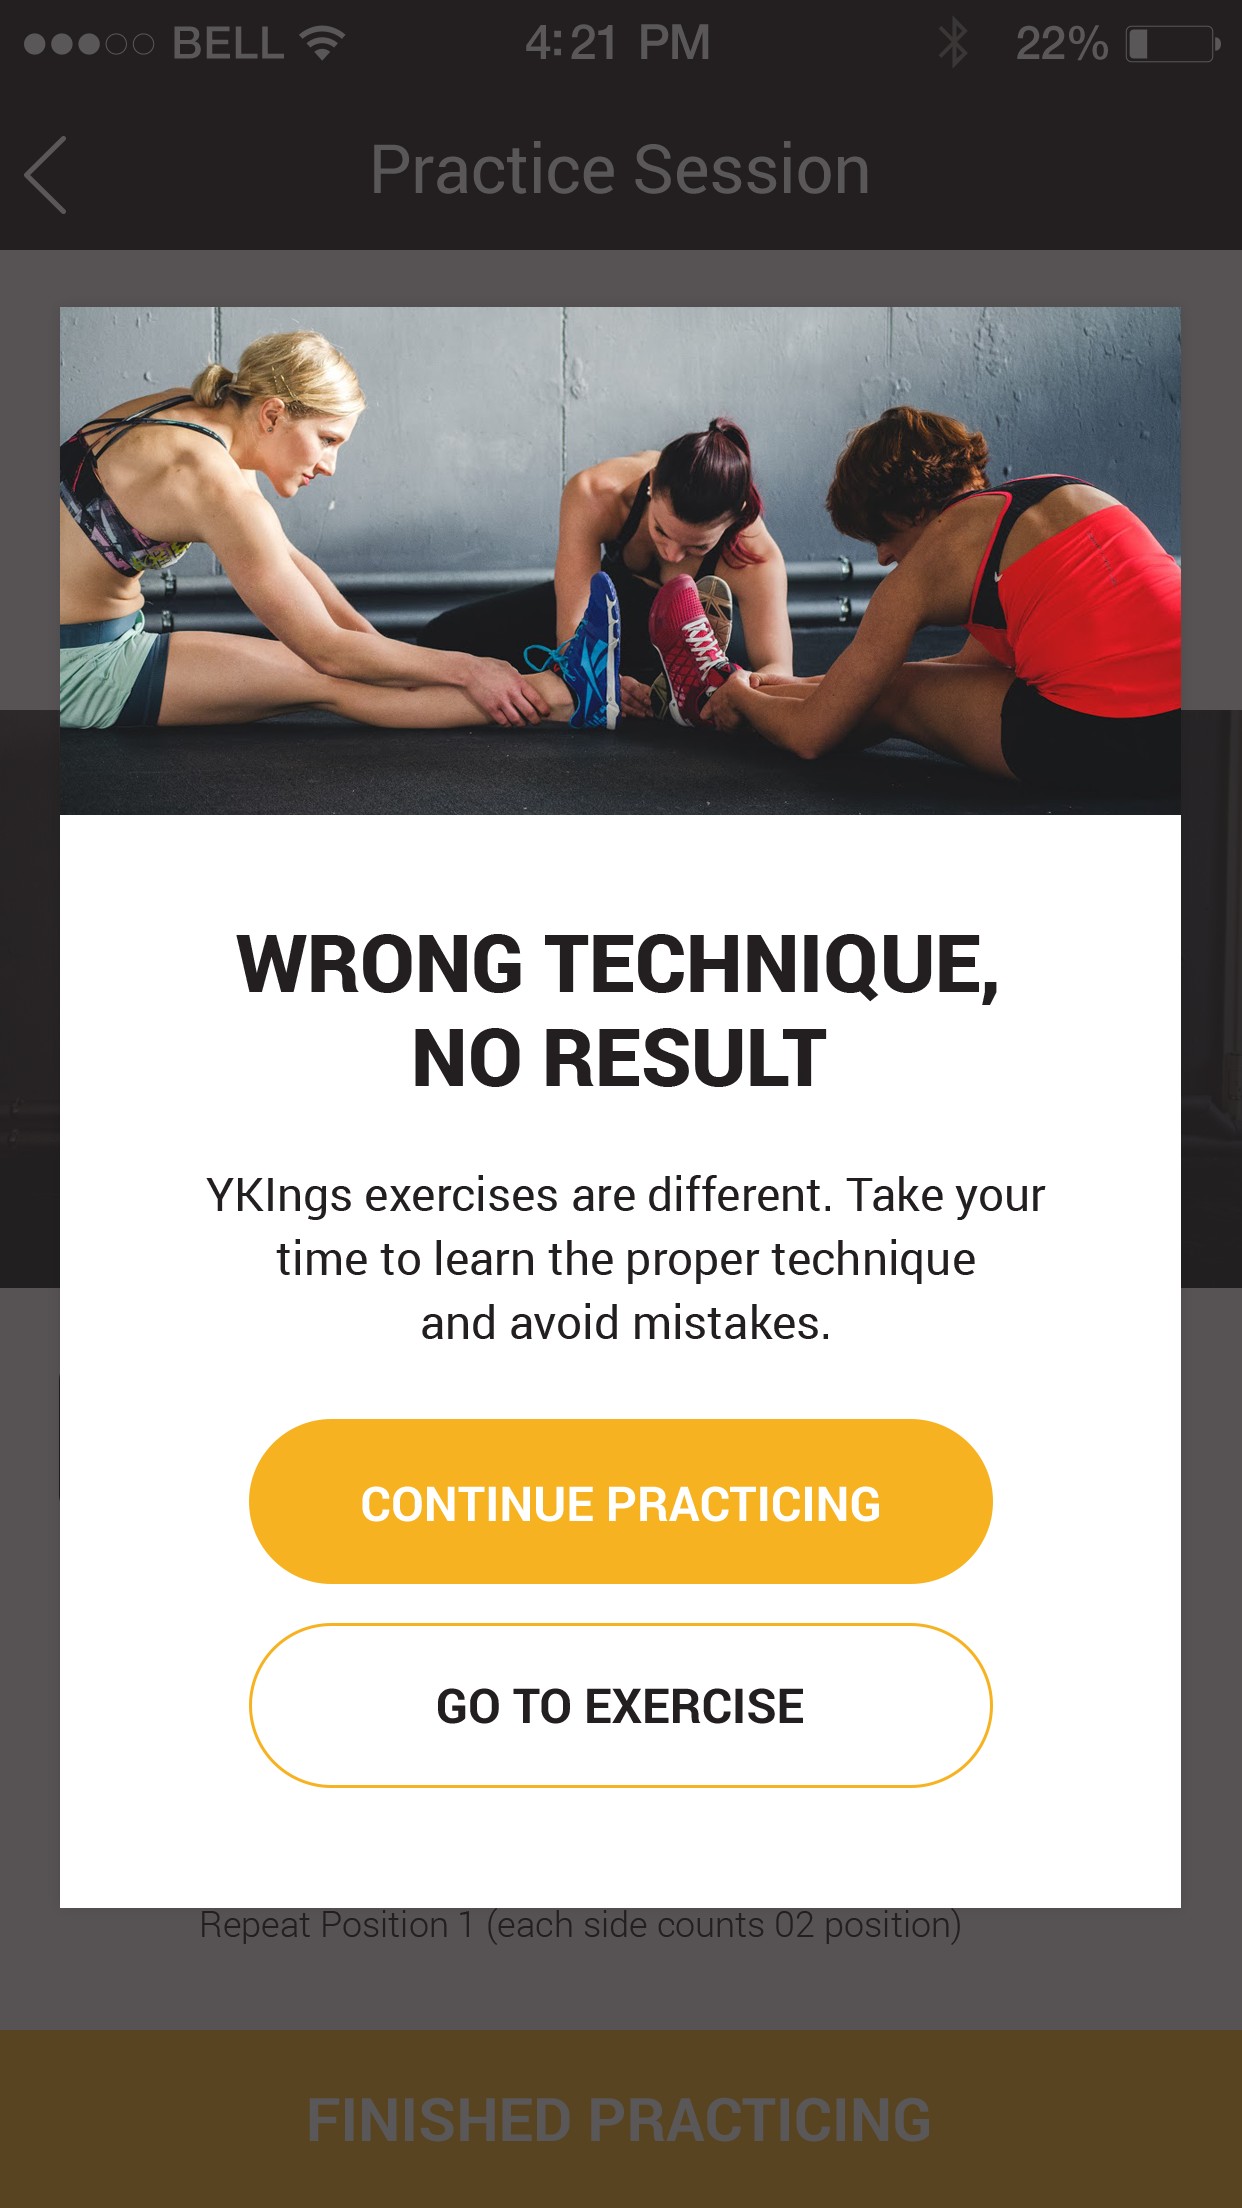 BELL 4:21 PM 22%
Practice Session
WRONG TECHNIQUE,
NO RESULT
YKIngs exercises are different. Take your
time to learn the proper technique
and avoid mistakes.
CONTINUE PRACTICING
GO TO EXERCISE
Repeat Position 1 (each side counts 02 position)
FINISHED PRACTICING